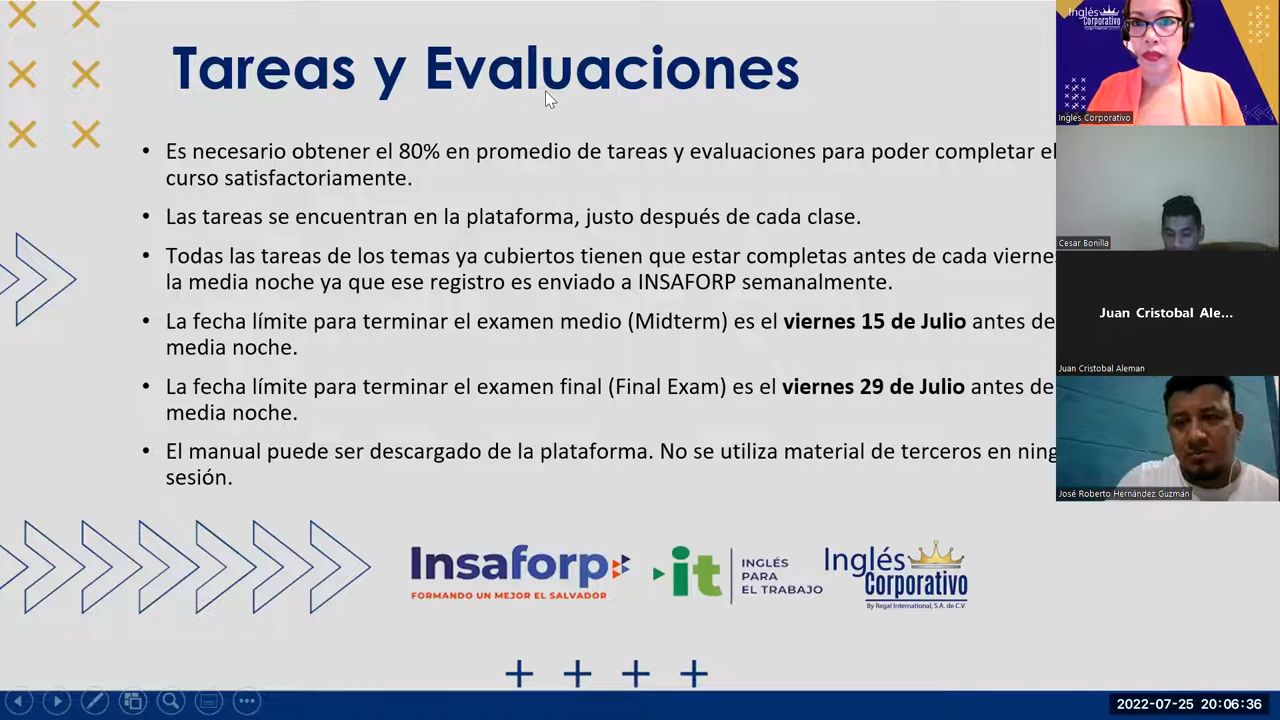 Tareas y Evaluaciones
• Es necesario obtener el 80% en promedio de tareas y evaluaciones para poder completar el
curso satisfactoriamente.
• Las tareas se encuentran en la plataforma, justo después de cada clase.
• Todas las tareas de los temas ya cubiertos tienen que estar completas antes de cada vierne
la media noche ya que ese registro es enviado a INSAFORP semanalmente.
• La fecha límite para terminar el examen medio (Midterm) es el viernes 15 de Julio antes de
media noche.
• La fecha límite para terminar el examen final (Final Exam) es el viernes 29 de Julio antes de
media noche.
• El manual puede ser descargado de la plataforma. No se utiliza material de terceros en ning
sesión.
Insaforp
FORMANDO UN MEJOR EL SALVADOR
it
INGLÉS
PARA
EL TRABAJO
Inglés
Corporativo
By Regal International, S.A. de C.V.
Inglés
Corporativo
Inglés Corporativo
Cesar Bonilla
Juan Cristobal Ale...
Juan Cristobal Aleman
José Roberto Hernández Guzmán
2022-07-25 20:06:36